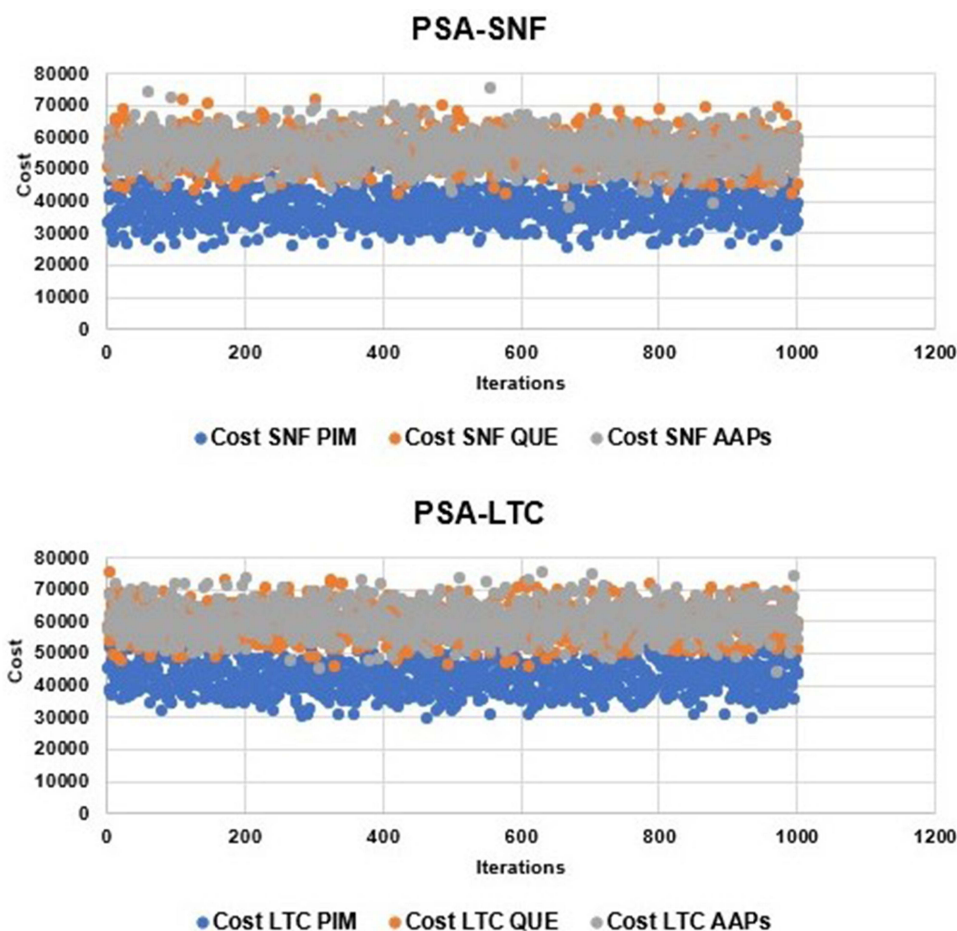 PSA-SNF
80000
70000
60000
50000
40000
30000
20000
10000
0
Cost
0 200 400 600 800 1000 1200
Iterations
Cost SNF PIM Cost SNF QUE Cost SNF AAPs
PSA-LTC
80000
70000
60000
50000
40000
30000
20000
10000
0
Cost
0 200 400 600 800 1000 1200
Iterations
Cost LTC PIM Cost LTC QUE Cost LTC AAPs